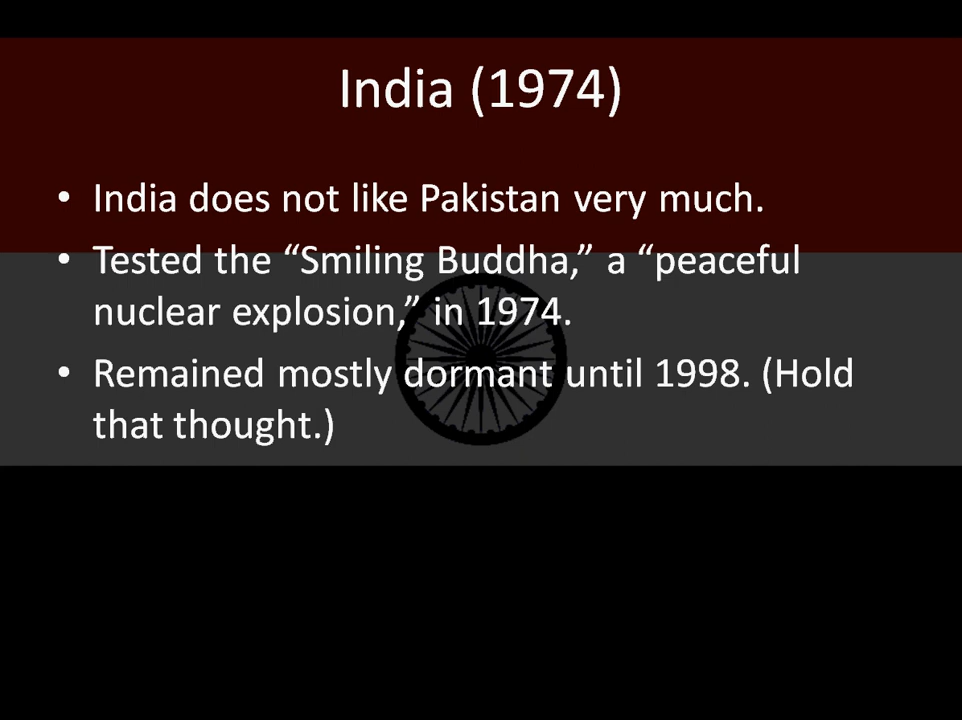 India (1974)
• India does not like Pakistan very much.
• Tested the “Smiling Buddha,” a “peaceful
nuclear explosion,” in 1974.
• Remained mostly dormant until 1998. (Hold
that thought.)